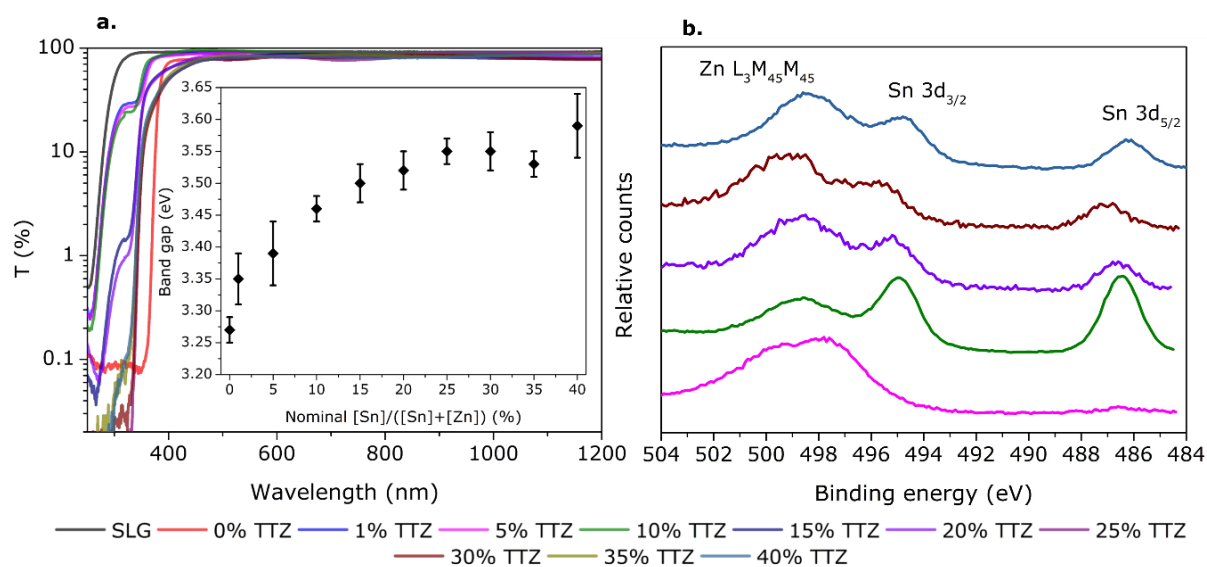 a.
100
10
1
0.1
T (%)
200
400
600
800
1000
1200
Wavelength (nm)
3.65
3.60
3.55
3.50
3.45
3.40
3.35
3.30
3.25
3.20
Band gap (eV)
0 5 10 15 20 25 30 35 40
Nominal [Sn]/([Sn]+[Zn]) (%)
b.
Zn L₃M₄₅M₄₅
Sn 3d₃/₂
Sn 3d₅/₂
Relative counts
504 502 500 498 496 494 492 490 488 486 484
Binding energy (eV)
SLG 0% TTZ 1% TTZ 5% TTZ 10% TTZ 15% TTZ 20% TTZ 25% TTZ
30% TTZ 35% TTZ 40% TTZ